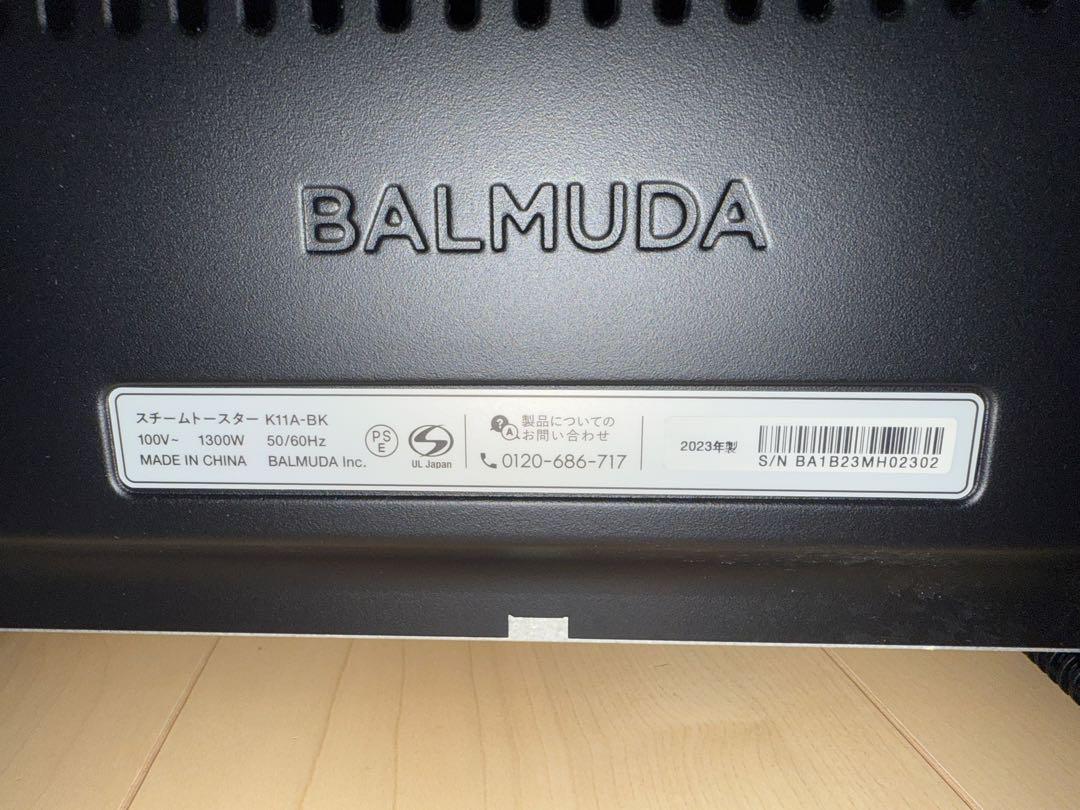 BALMUDA
スチームトースター K11A-BK
100V~ 1300W 50/60Hz
MADE IN CHINA BALMUDA Inc.
PS
E
UL Japan
?
A
製品についての
お問い合わせ
0120-686-717
2023年製
S/N BA1B23MH02302